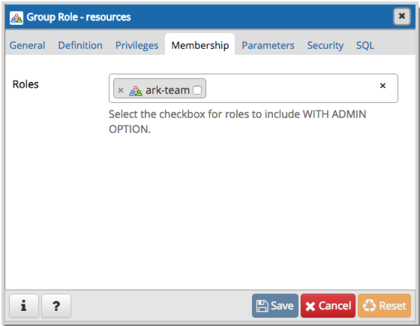 Group Role - resources
General Definition Privileges Membership Parameters Security SQL
Roles
ark-team
Select the checkbox for roles to include WITH ADMIN
OPTION.
i ? Save Cancel Reset